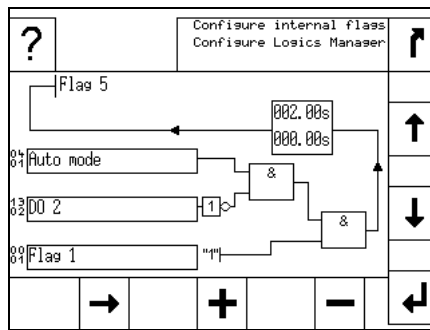 ?
Configure internal flags
Configure Logics Manager
Flag 5
002.00s
000.00s
04
01 Auto mode
&
13
02 DO 2
1
&
00
01 Flag 1
"1"